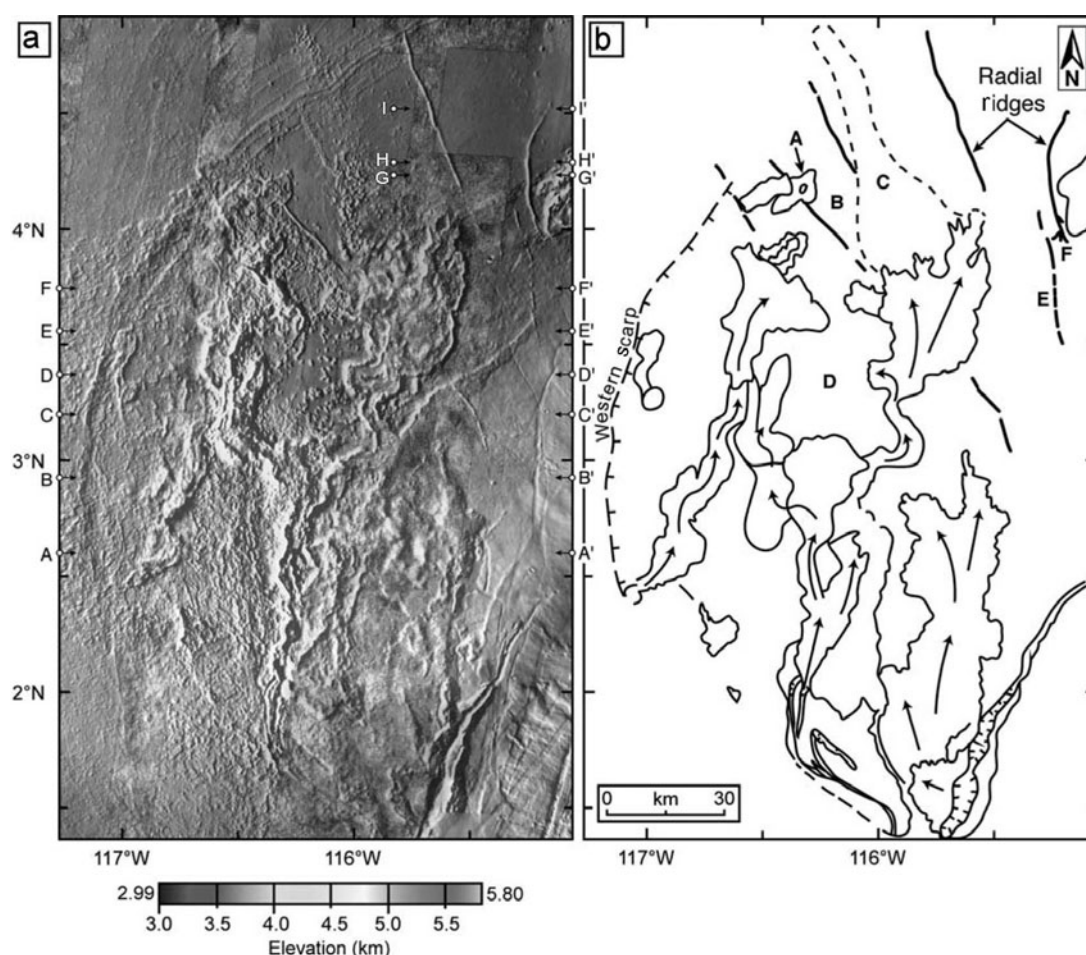 a
b
N
Radial
ridges
I
I'
H
H'
G
G'
A
B
C
4°N
F
F'
F
E
E
E'
D
D'
D
C
C'
Western scarp
3°N
B
B'
A
A'
2°N
0 km 30
117°W
116°W
117°W
116°W
2.99
5.80
3.0 3.5 4.0 4.5 5.0 5.5
Elevation (km)